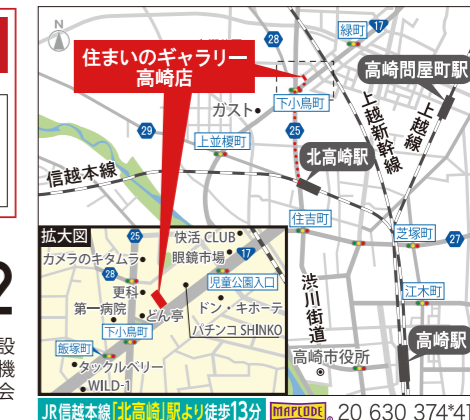 N
28
緑町
17
住まいのギャラリー
高崎店
高崎問屋町駅
ガスト
下小鳥町
上越新幹線
上越線
29
上並榎町
25
北高崎駅
信越本線
住吉町
芝塚町
27
渋川街道
江木町
高崎市役所
高崎駅
拡大図
25
快活 CLUB
カメラのキタムラ
眼鏡市場
17
28
児童公園入口
更科
第一病院
どん亭
ドン・キホーテ
下小鳥町
パチンコ SHINKO
飯塚町
タックルベリー
WILD-1
2
設
機
会
JR信越本線「北高崎」駅より徒歩13分
MAPCODE 20 630 374*41